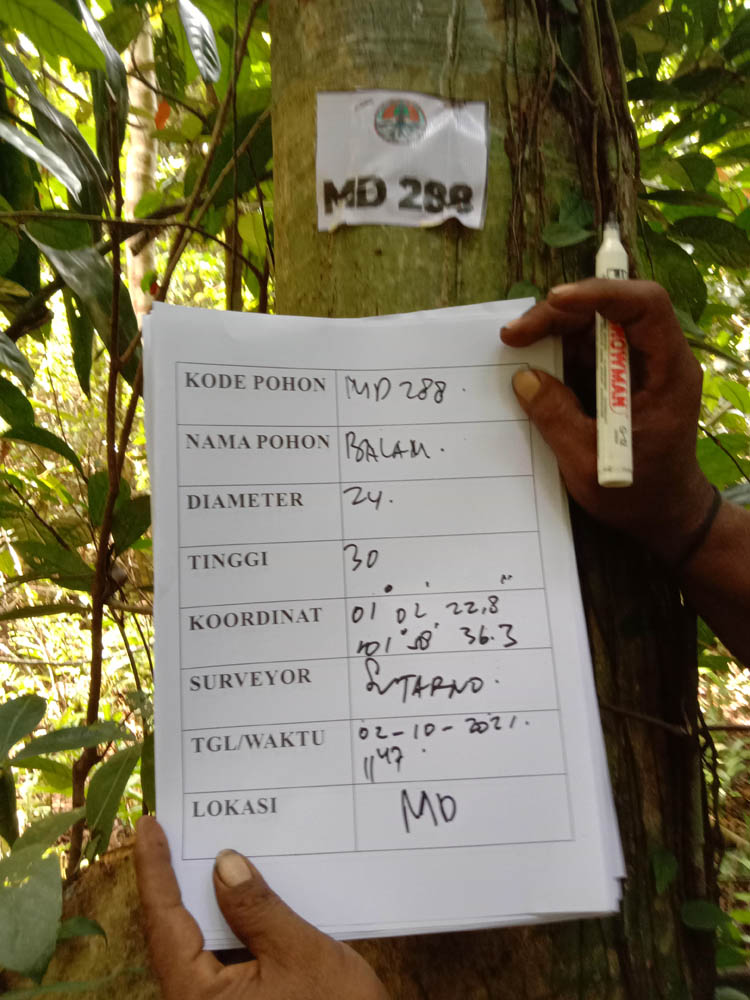 MD 288
SNOWMAN
KODE POHON MD 288.
NAMA POHON BALAM.
DIAMETER 24.
TINGGI 30
KOORDINAT 01° 02' 22,8"
101° 58' 36.3
SURVEYOR SUTARNO.
TGL/WAKTU 02-10-2021.
11 47
LOKASI MD